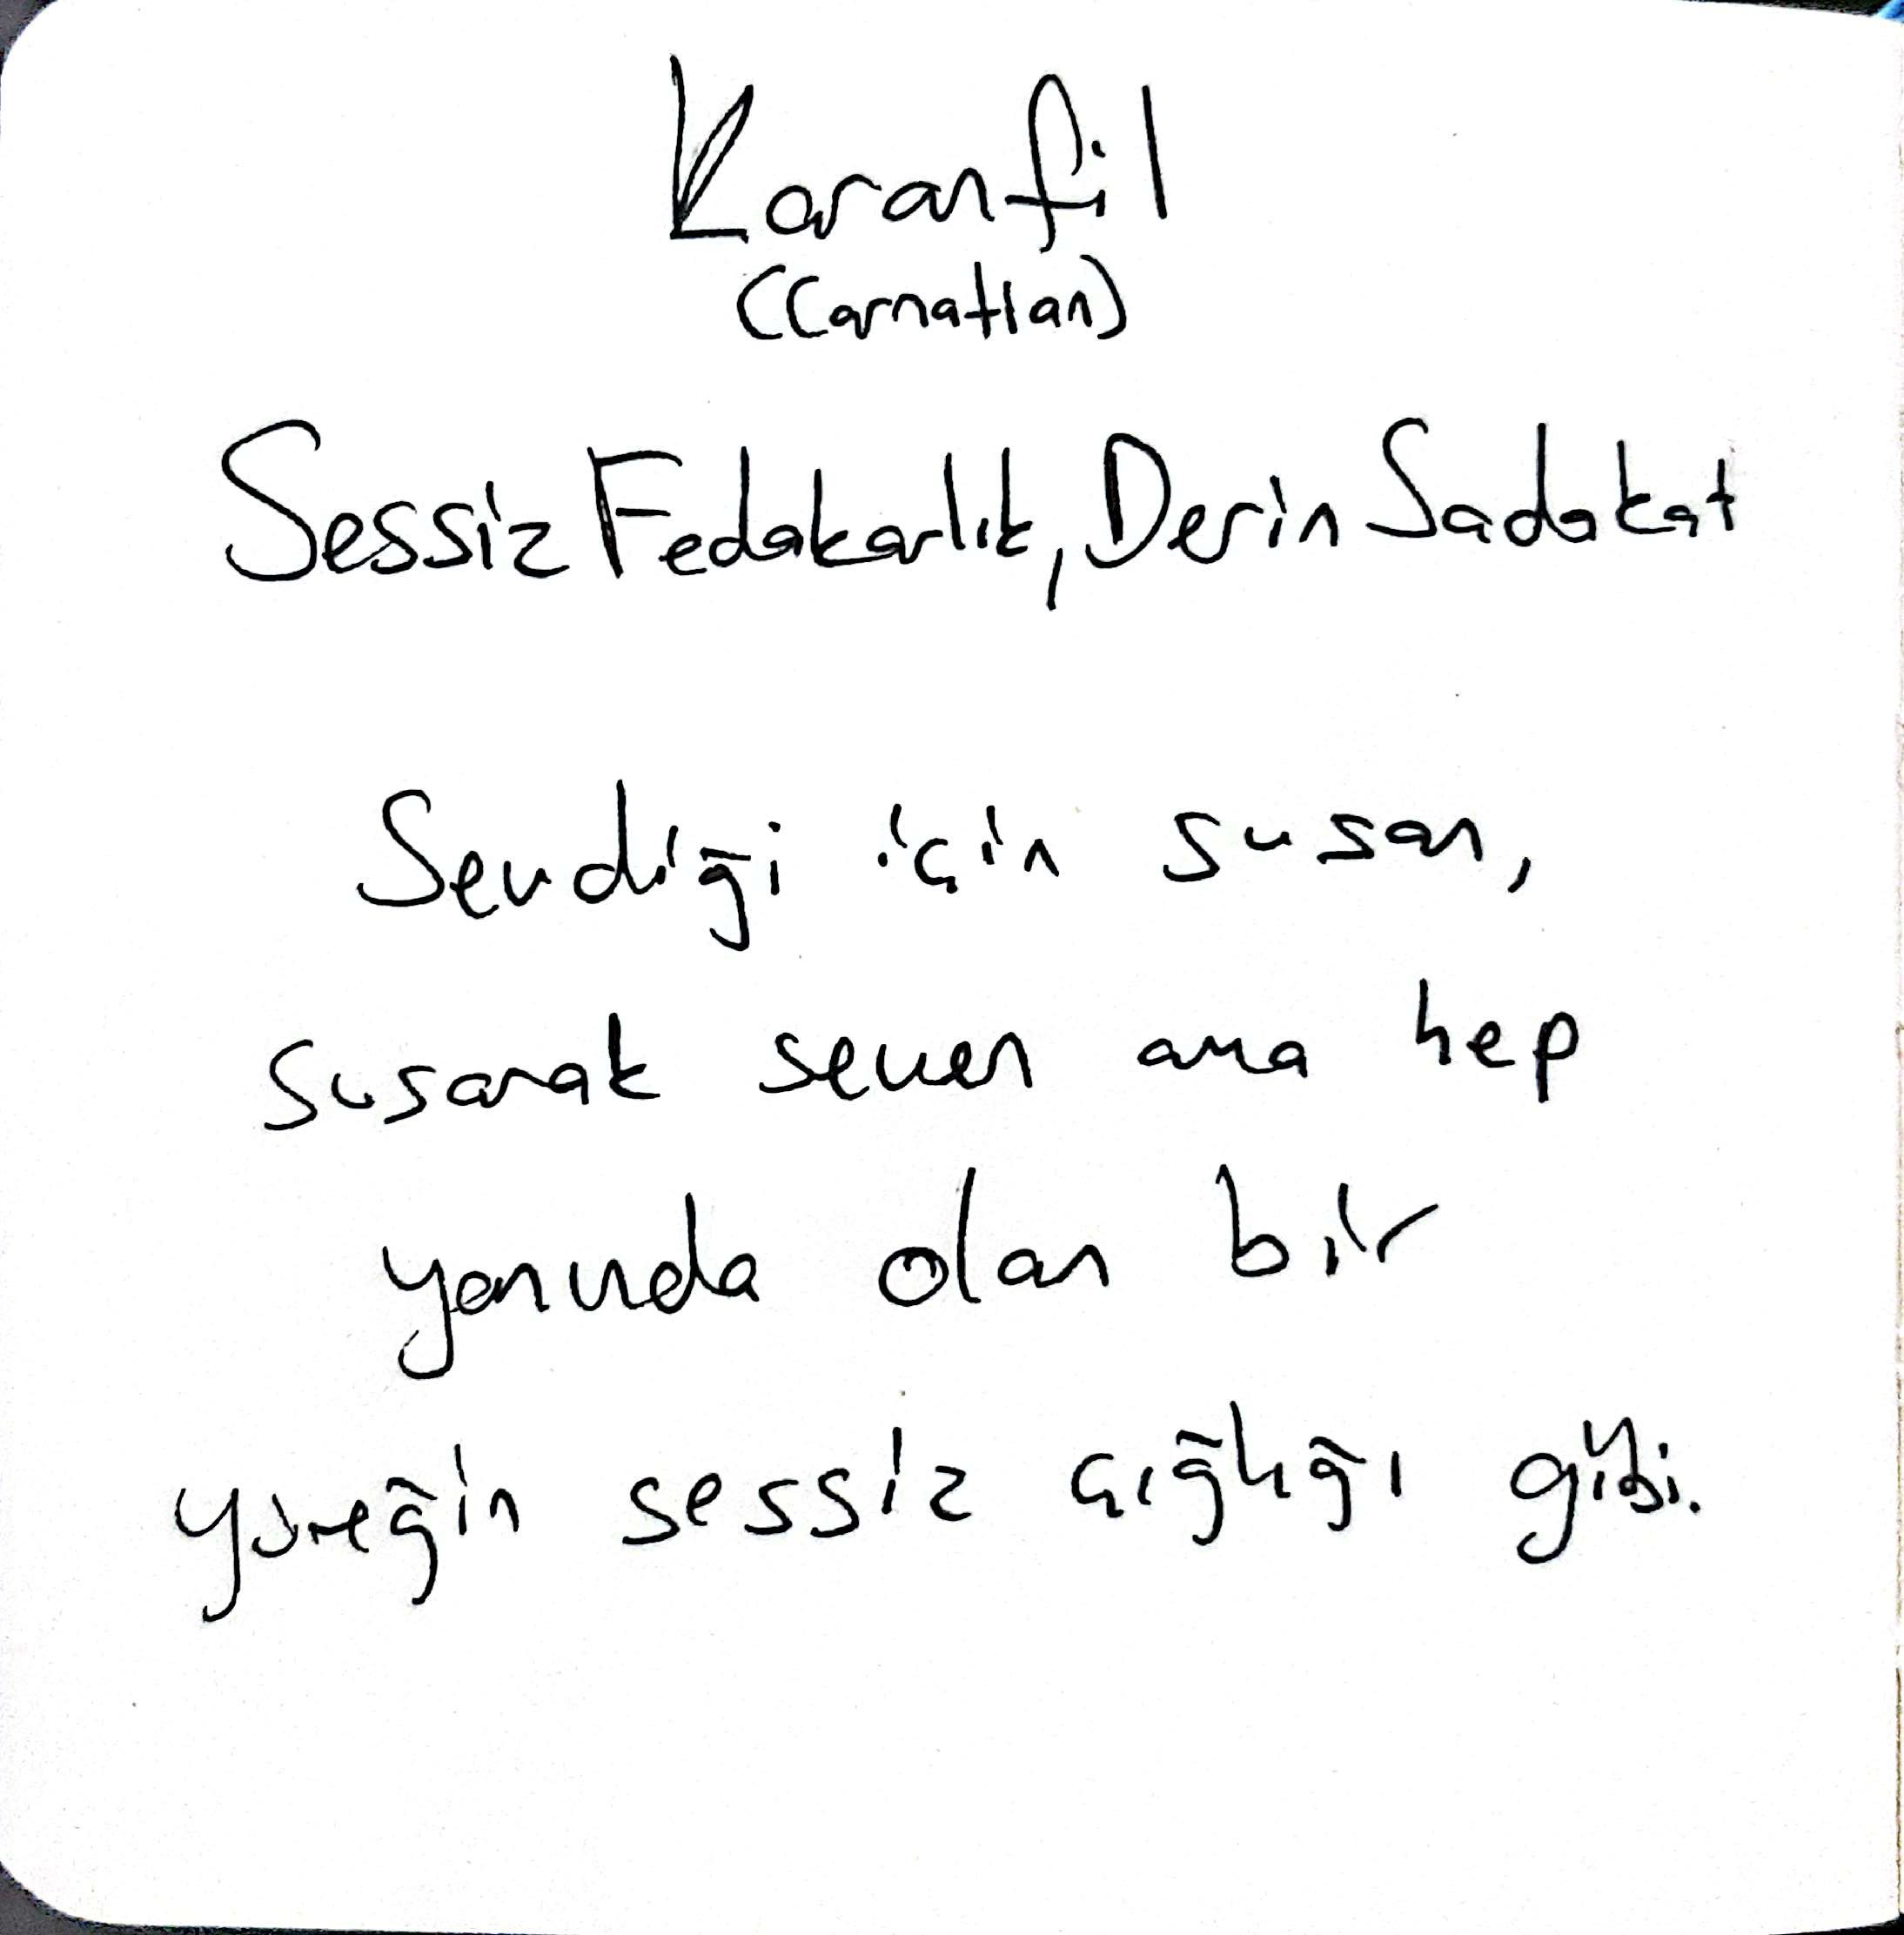 Karanfil
(Carnatıan)
Sessiz Fedakarlık, Derin Sadakat
Sevdiği için susan,
susarak seven ama hep
yanında olan bir
yüreğin sessiz çığlığı gibi.